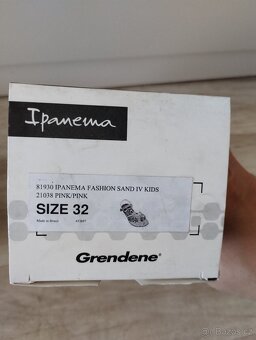 Ipanema
81930 IPANEMA FASHION SAND IV KIDS
21038 PINK/PINK
SIZE 32
Made in Brazil
Grendene®